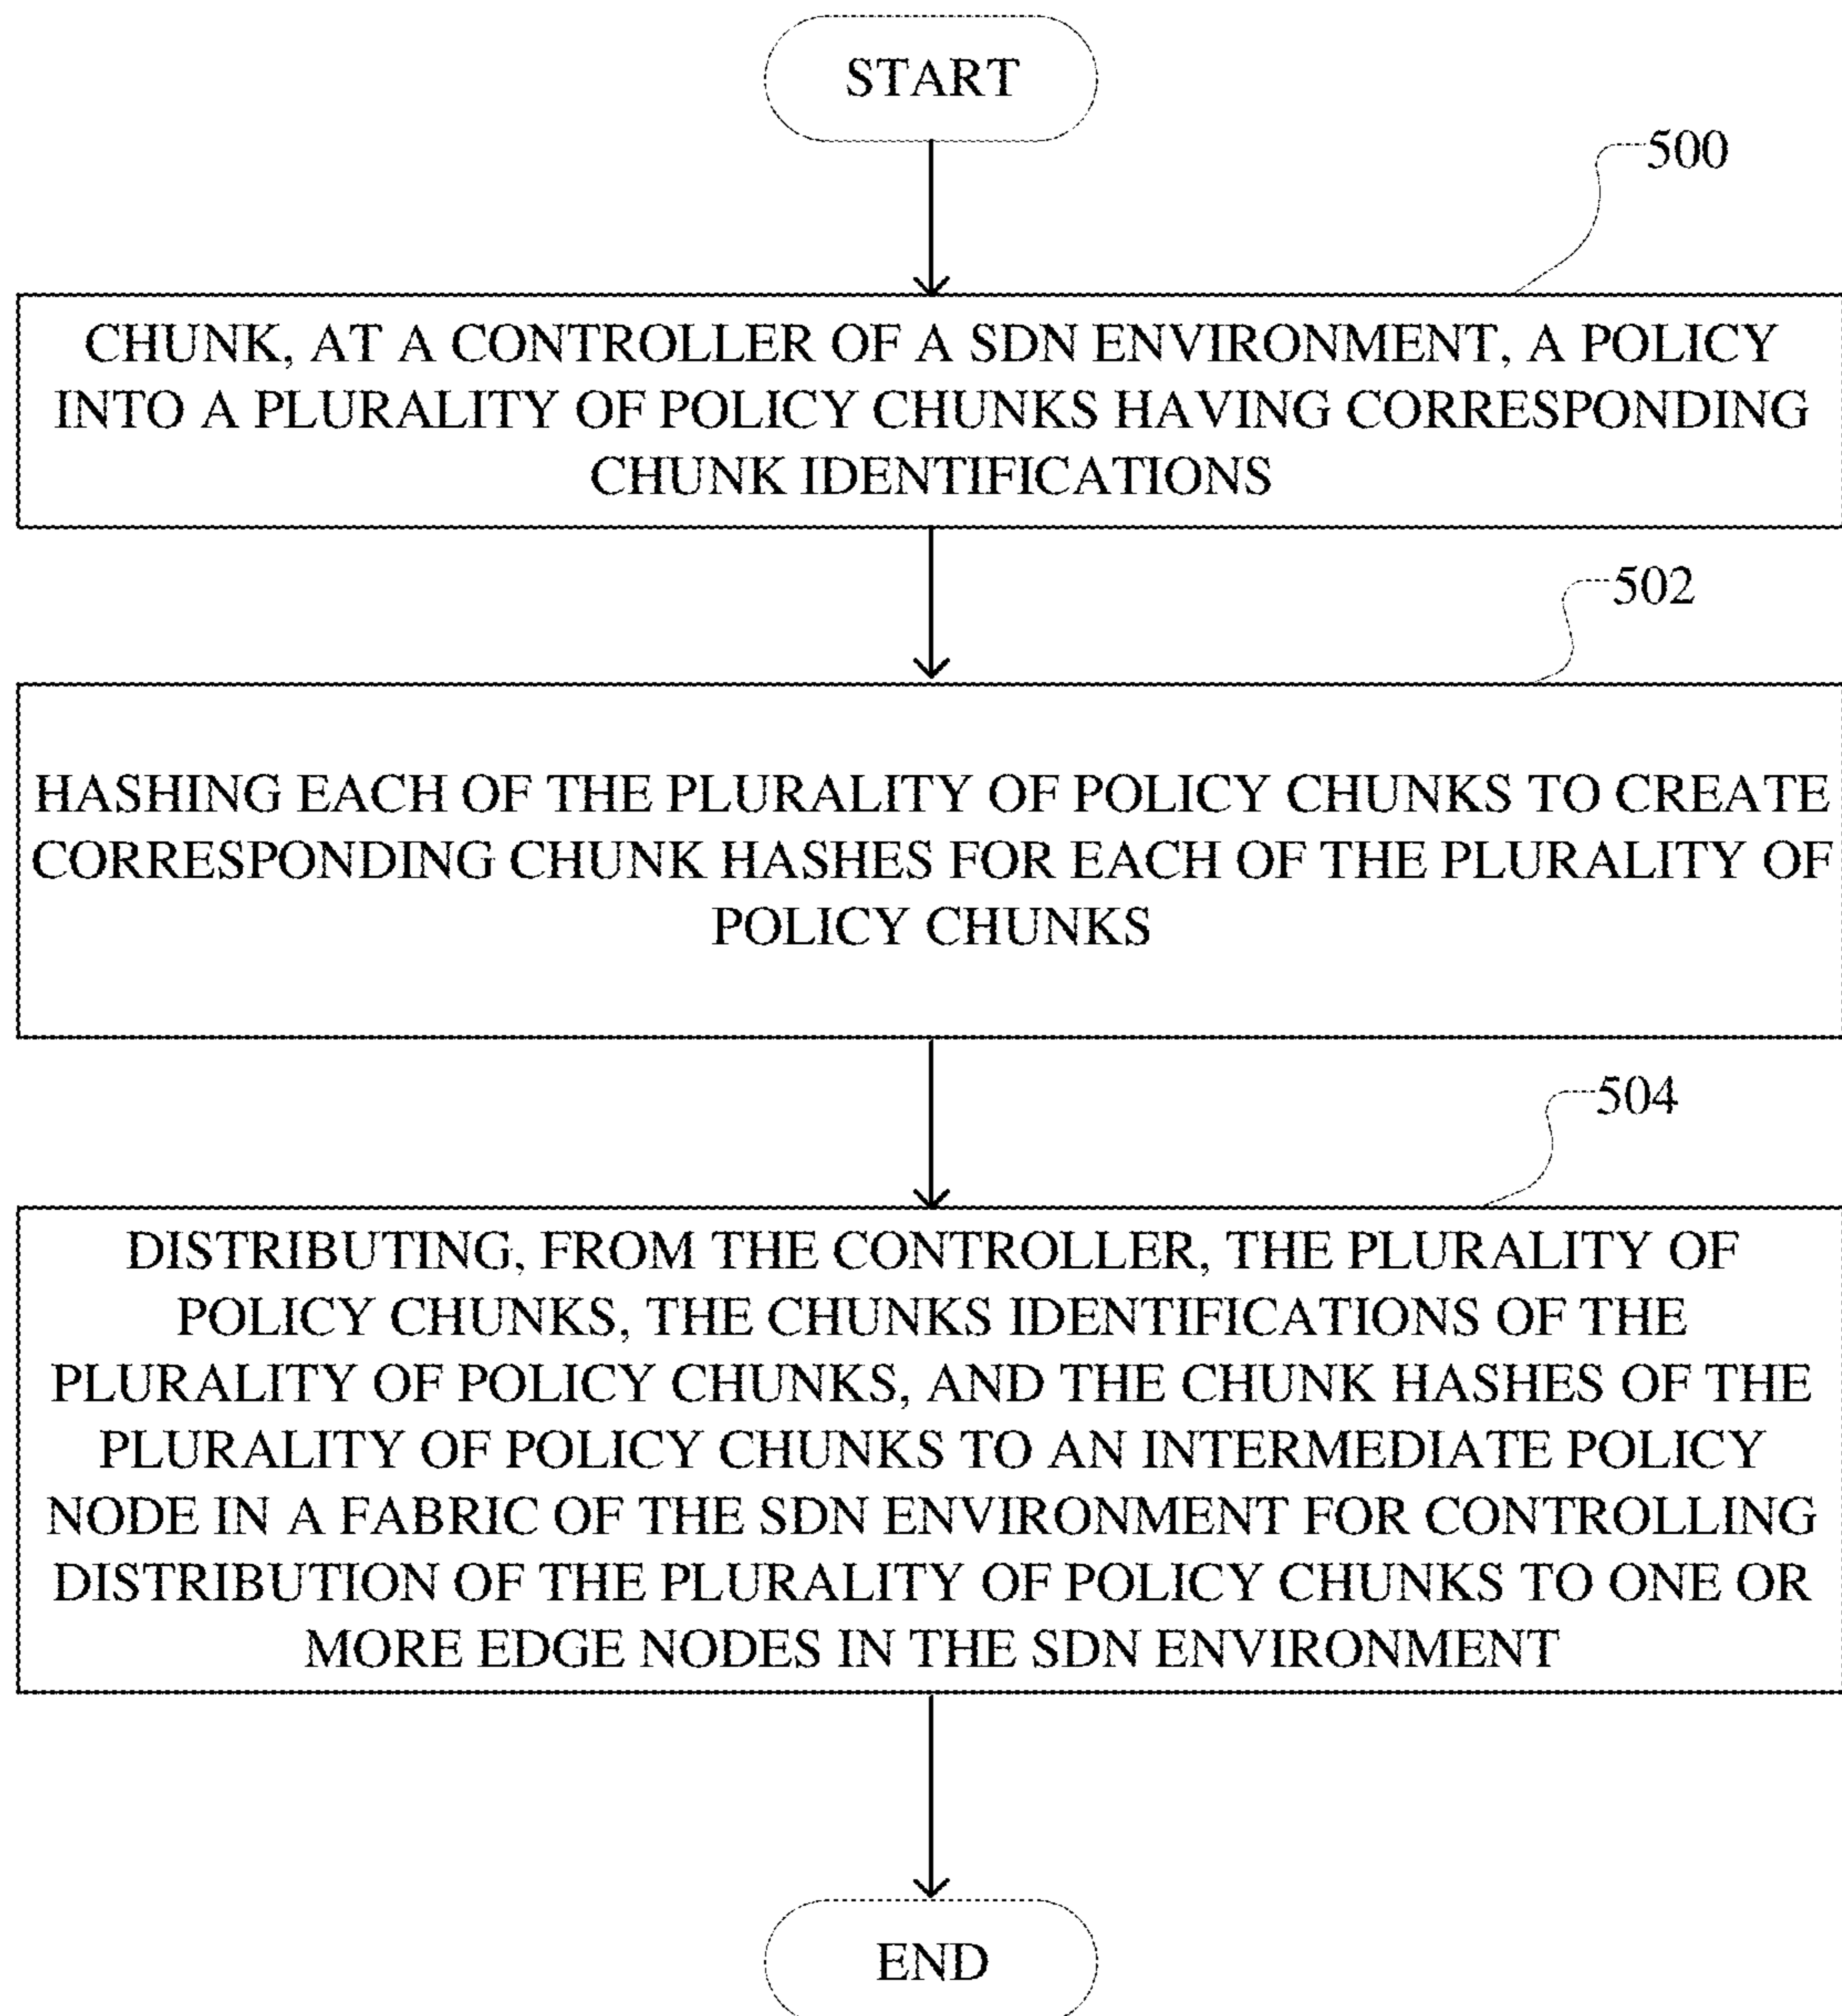 START
500
CHUNK, AT A CONTROLLER OF A SDN ENVIRONMENT, A POLICY
INTO A PLURALITY OF POLICY CHUNKS HAVING CORRESPONDING
CHUNK IDENTIFICATIONS
502
HASHING EACH OF THE PLURALITY OF POLICY CHUNKS TO CREATE
CORRESPONDING CHUNK HASHES FOR EACH OF THE PLURALITY OF
POLICY CHUNKS
504
DISTRIBUTING, FROM THE CONTROLLER, THE PLURALITY OF
POLICY CHUNKS, THE CHUNKS IDENTIFICATIONS OF THE
PLURALITY OF POLICY CHUNKS, AND THE CHUNK HASHES OF THE
PLURALITY OF POLICY CHUNKS TO AN INTERMEDIATE POLICY
NODE IN A FABRIC OF THE SDN ENVIRONMENT FOR CONTROLLING
DISTRIBUTION OF THE PLURALITY OF POLICY CHUNKS TO ONE OR
MORE EDGE NODES IN THE SDN ENVIRONMENT
END